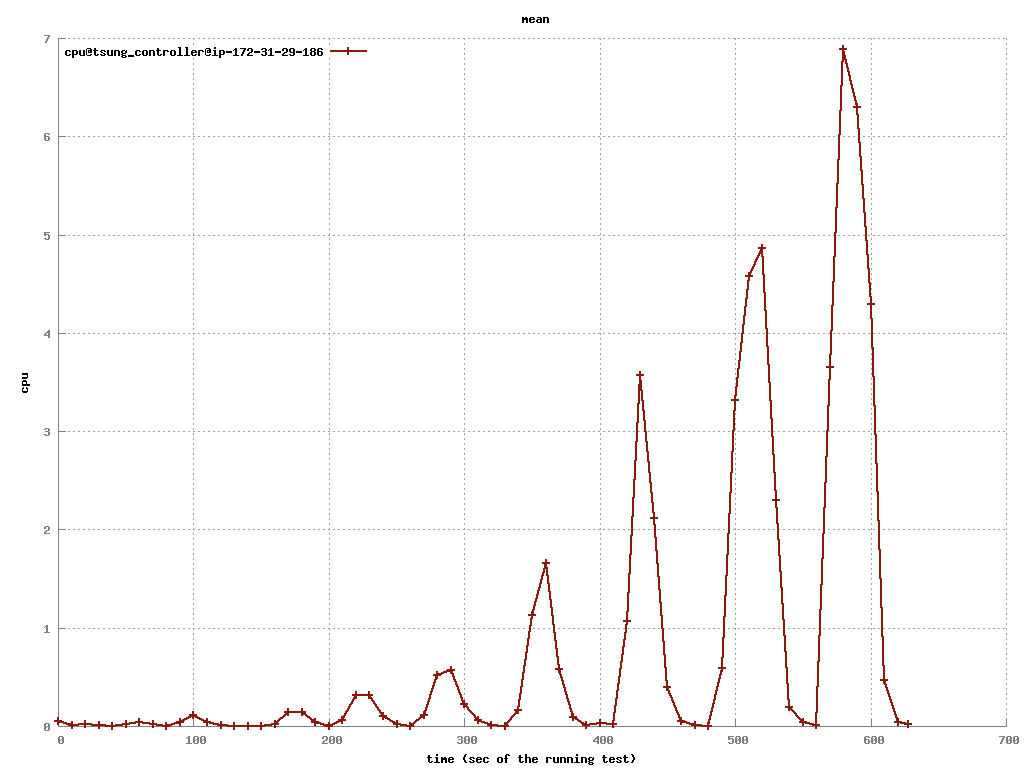 mean
cpu@tsung_controller@ip-172-31-29-186
7
6
5
4
3
2
1
0
cpu
0 100 200 300 400 500 600 700
time (sec of the running test)